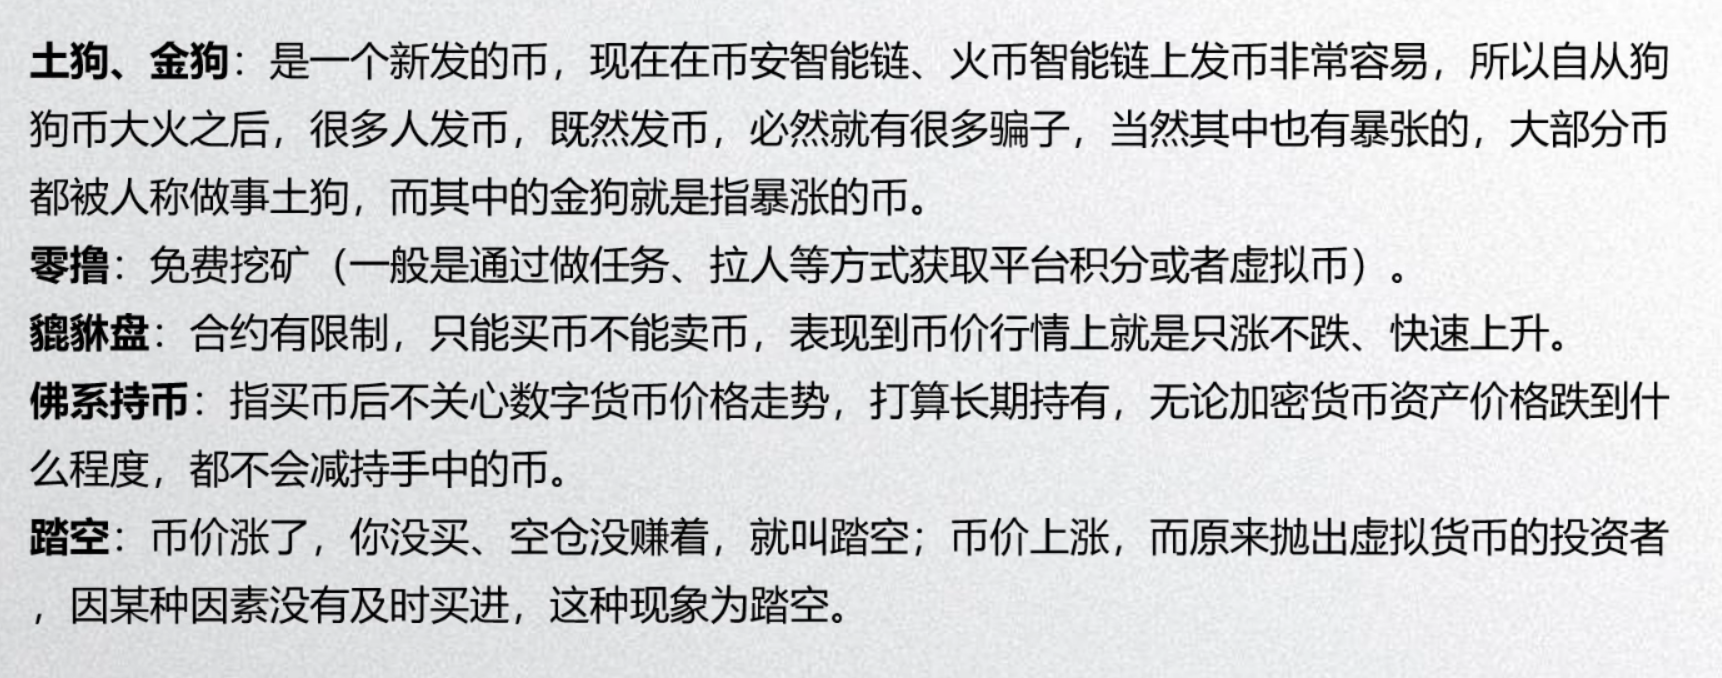 土狗、金狗：是一个新发的币，现在在币安智能链、火币智能链上发币非常容易，所以自从狗
狗币大火之后，很多人发币，既然发币，必然就有很多骗子，当然其中也有暴张的，大部分币
都被人称做事土狗，而其中的金狗就是指暴涨的币。
零撸：免费挖矿（一般是通过做任务、拉人等方式获取平台积分或者虚拟币）。
貔貅盘：合约有限制，只能买币不能卖币，表现到币价行情上就是只涨不跌、快速上升。
佛系持币：指买币后不关心数字货币价格走势，打算长期持有，无论加密货币资产价格跌到什
么程度，都不会减持手中的币。
踏空：币价涨了，你没买、空仓没赚着，就叫踏空；币价上涨，而原来抛出虚拟货币的投资者
，因某种因素没有及时买进，这种现象为踏空。